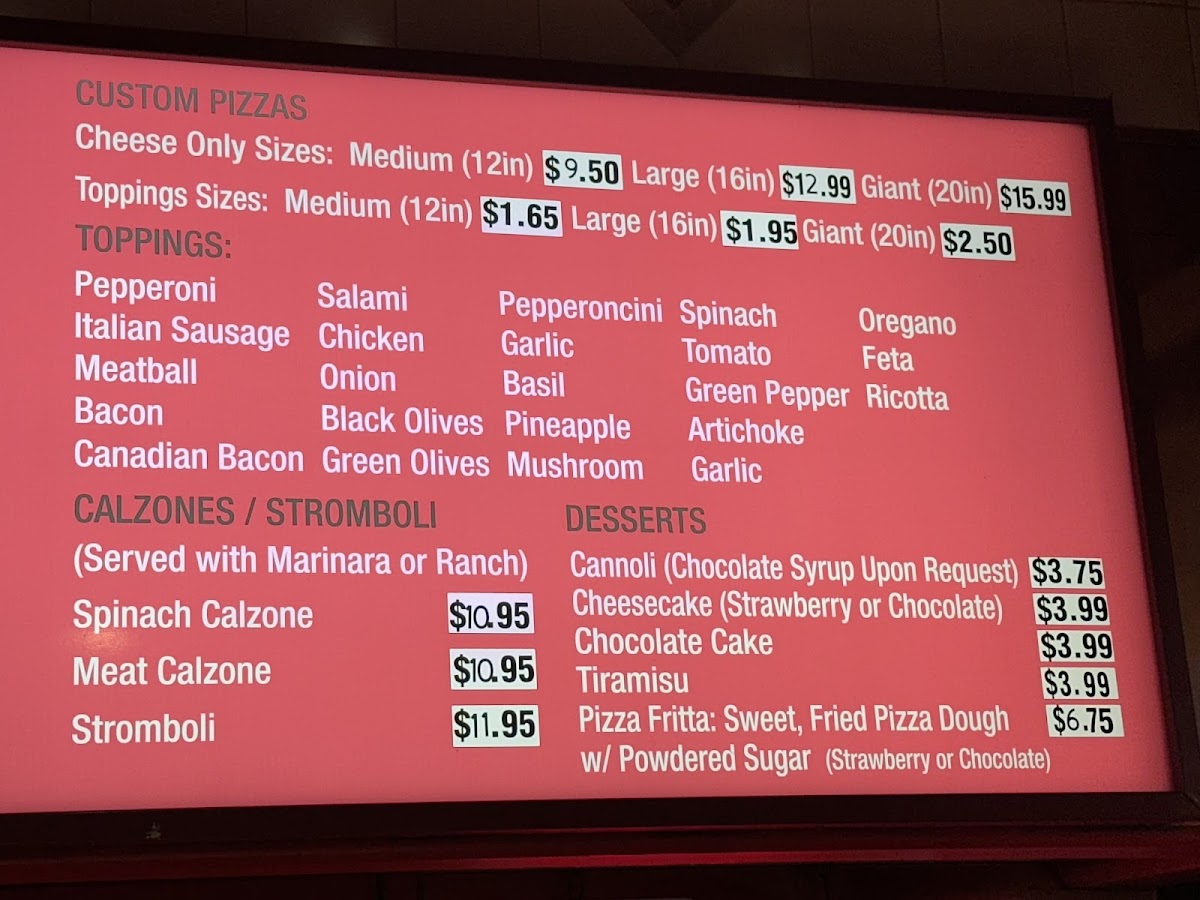 CUSTOM PIZZAS
Cheese Only Sizes: Medium (12in) $9.50 Large (16in) $12.99 Giant (20in) $15.99
Toppings Sizes: Medium (12in) $1.65 Large (16in) $1.95 Giant (20in) $2.50
TOPPINGS:
Pepperoni Salami Pepperoncini Spinach Oregano
Italian Sausage Chicken Garlic Tomato Feta
Meatball Onion Basil Green Pepper Ricotta
Bacon Black Olives Pineapple Artichoke
Canadian Bacon Green Olives Mushroom Garlic
CALZONES / STROMBOLI
(Served with Marinara or Ranch)
Spinach Calzone $10.95
Meat Calzone $10.95
Stromboli $11.95
DESSERTS
Cannoli (Chocolate Syrup Upon Request) $3.75
Cheesecake (Strawberry or Chocolate) $3.99
Chocolate Cake $3.99
Tiramisu $3.99
Pizza Fritta: Sweet, Fried Pizza Dough $6.75
w/ Powdered Sugar (Strawberry or Chocolate)